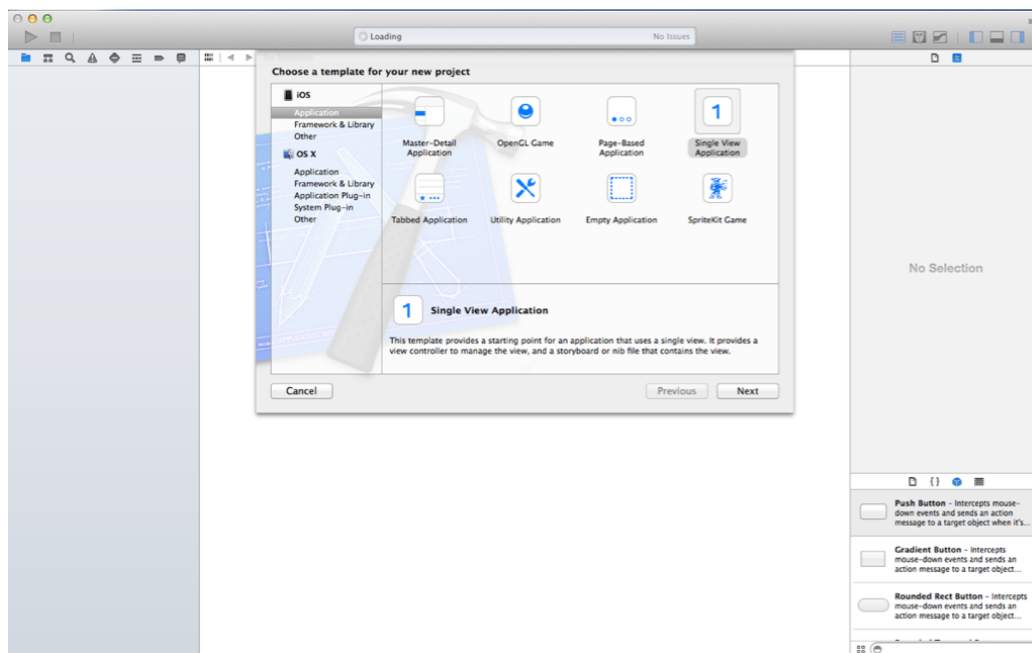 Loading
No Issues
Choose a template for your new project
iOS
Application
Framework & Library
Other
OS X
Application
Framework & Library
Application Plug-in
System Plug-in
Other
Master-Detail
Application
OpenGL Game
Page-Based
Application
1
Single View
Application
Tabbed Application
Utility Application
Empty Application
SpriteKit Game
1
Single View Application
This template provides a starting point for an application that uses a single view. It provides a
view controller to manage the view, and a storyboard or nib file that contains the view.
Cancel
Previous
Next
No Selection
{}
Push Button - Intercepts mouse-
down events and sends an action
message to a target object when it's...
Gradient Button - Intercepts
mouse-down events and sends an
action message to a target object...
Rounded Rect Button - Intercepts
mouse-down events and sends an
action message to a target object...